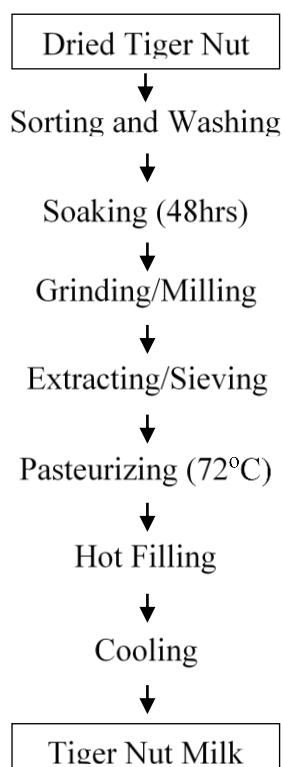 Dried Tiger Nut
Sorting and Washing
Soaking (48hrs)
Grinding/Milling
Extracting/Sieving
Pasteurizing (72°C)
Hot Filling
Cooling
Tiger Nut Milk